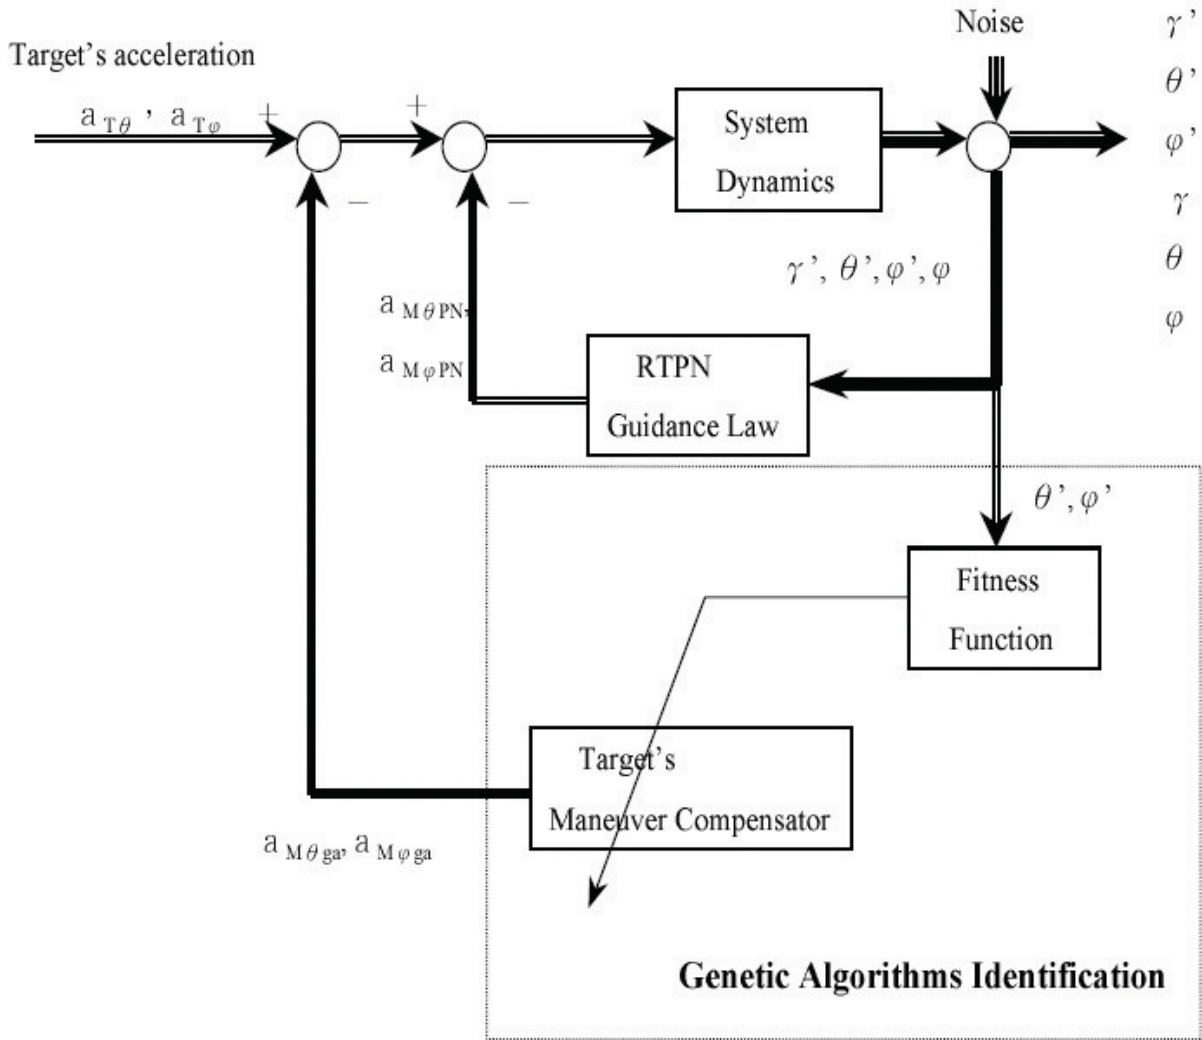 Noise
γ’
θ’
φ’
γ
θ
φ
Target’s acceleration
a Tθ , a Tφ
+
+
−
−
System
Dynamics
γ’, θ’,φ’,φ
a MθPN,
a MφPN
RTPN
Guidance Law
θ’,φ’
Fitness
Function
Target’s
Maneuver Compensator
a Mθga, a Mφga
Genetic Algorithms Identification